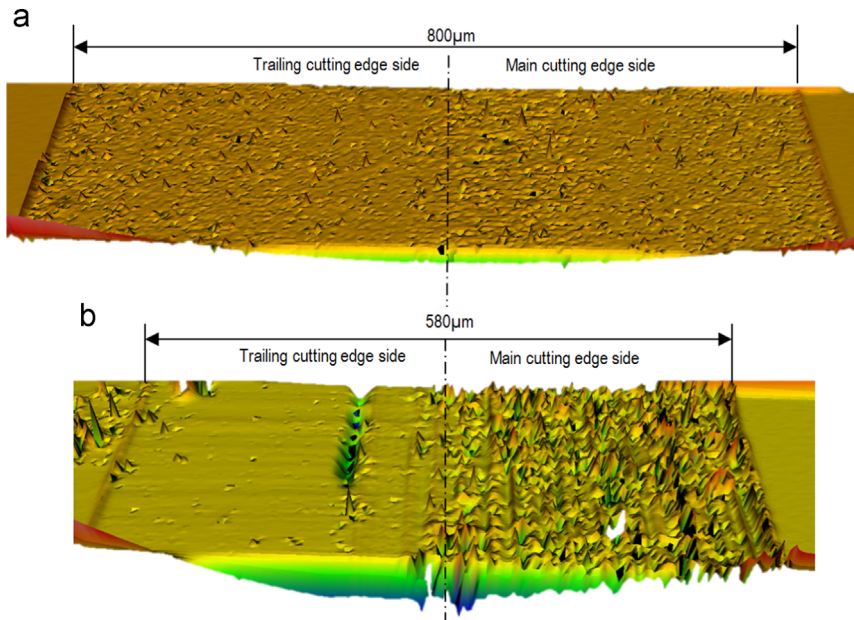 a
800µm
Trailing cutting edge side Main cutting edge side
b
580µm
Trailing cutting edge side Main cutting edge side